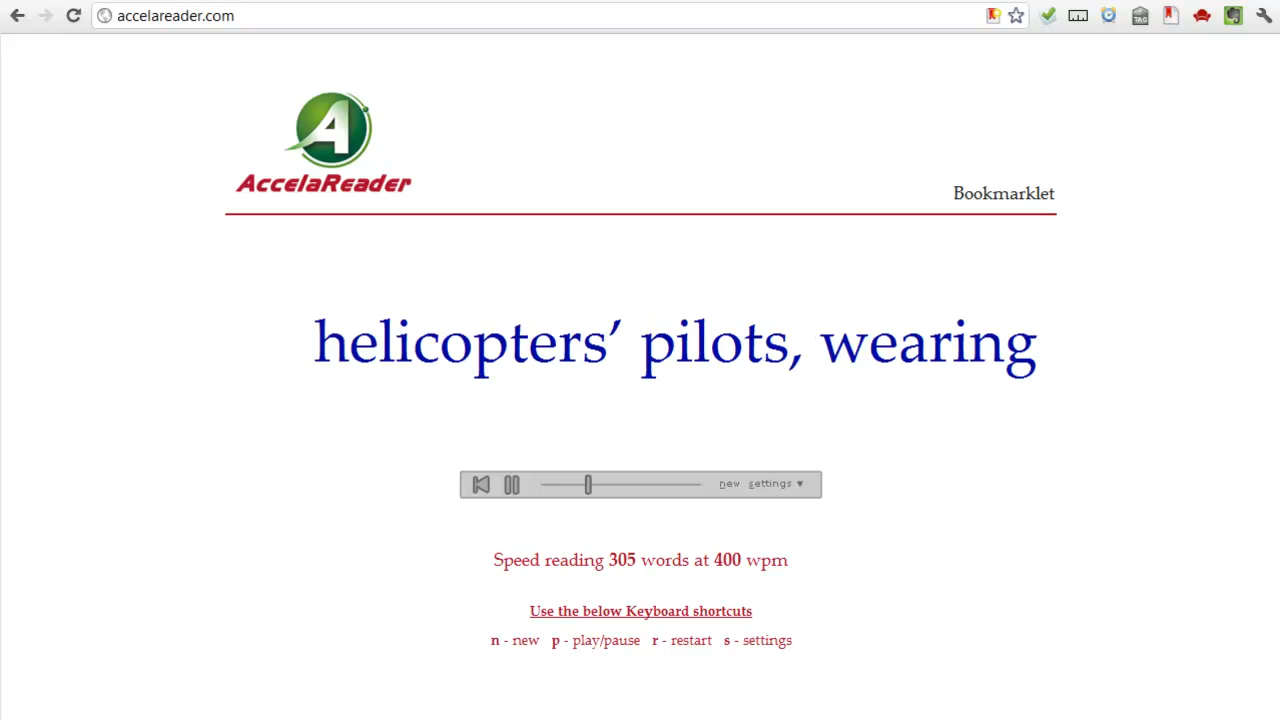 accelareader.com
TAG
A
AccelaReader
Bookmarklet
helicopters’ pilots, wearing
new settings ▼
Speed reading 305 words at 400 wpm
Use the below Keyboard shortcuts
n - new p - play/pause r - restart s - settings